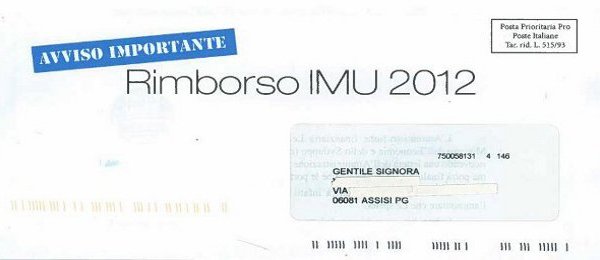 AVVISO IMPORTANTE
Posta Prioritaria Pro
Poste Italiane
Tar. rid. L. 515/93
Rimborso IMU 2012
750058131 4 146
GENTILE SIGNORA
VIA
06081 ASSISI PG